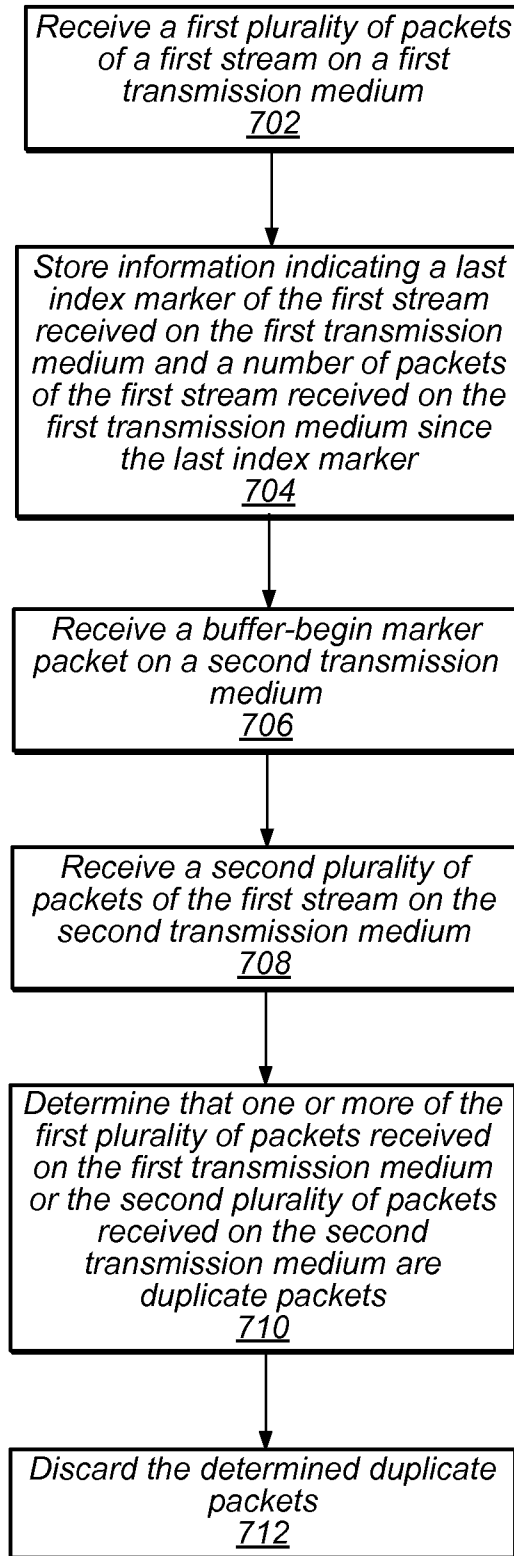 Receive a first plurality of packets
of a first stream on a first
transmission medium
702
Store information indicating a last
index marker of the first stream
received on the first transmission
medium and a number of packets
of the first stream received on the
first transmission medium since
the last index marker
704
Receive a buffer-begin marker
packet on a second transmission
medium
706
Receive a second plurality of
packets of the first stream on the
second transmission medium
708
Determine that one or more of the
first plurality of packets received
on the first transmission medium
or the second plurality of packets
received on the second
transmission medium are
duplicate packets
710
Discard the determined duplicate
packets
712